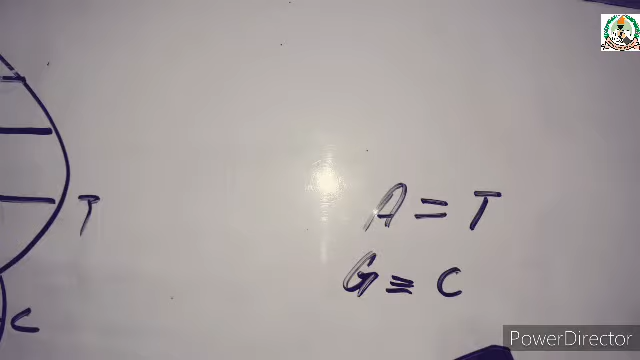 A = T
T
G ≡ C
C
PowerDirector